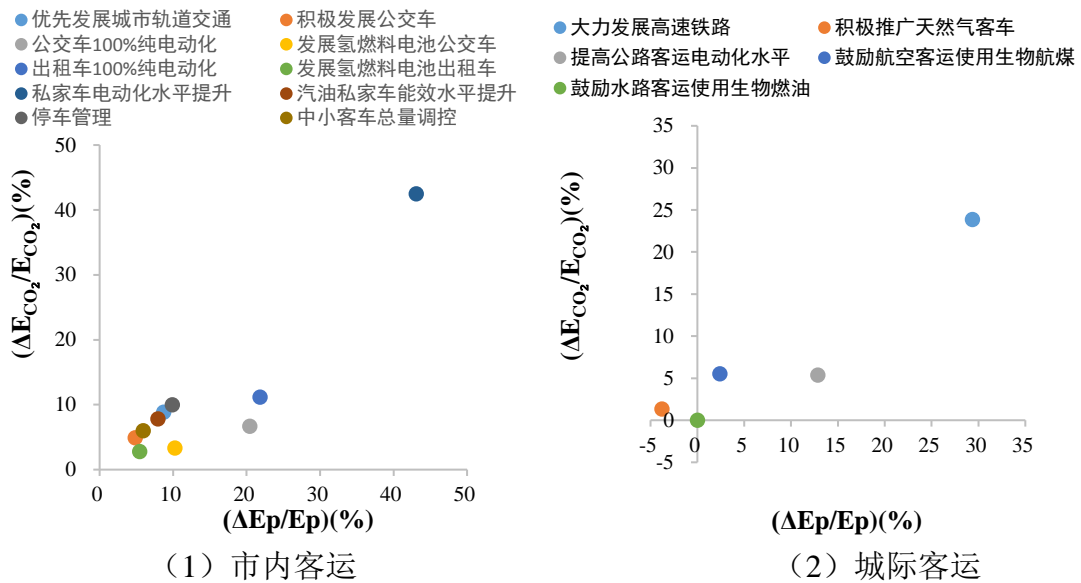 优先发展城市轨道交通 积极发展公交车
公交车100%纯电动化 发展氢燃料电池公交车
出租车100%纯电动化 发展氢燃料电池出租车
私家车电动化水平提升 汽油私家车能效水平提升
停车管理 中小客车总量调控
50
40
30
20
10
0
0 10 20 30 40 50
(ΔE_CO₂/E_CO₂)(%)
(ΔEp/Ep)(%)
(1)市内客运
大力发展高速铁路 积极推广天然气客车
提高公路客运电动化水平 鼓励航空客运使用生物航煤
鼓励水路客运使用生物燃油
35
30
25
20
15
10
5
0
-5
-5 0 5 10 15 20 25 30 35
(ΔE_CO₂/E_CO₂)(%)
(ΔEp/Ep)(%)
(2)城际客运